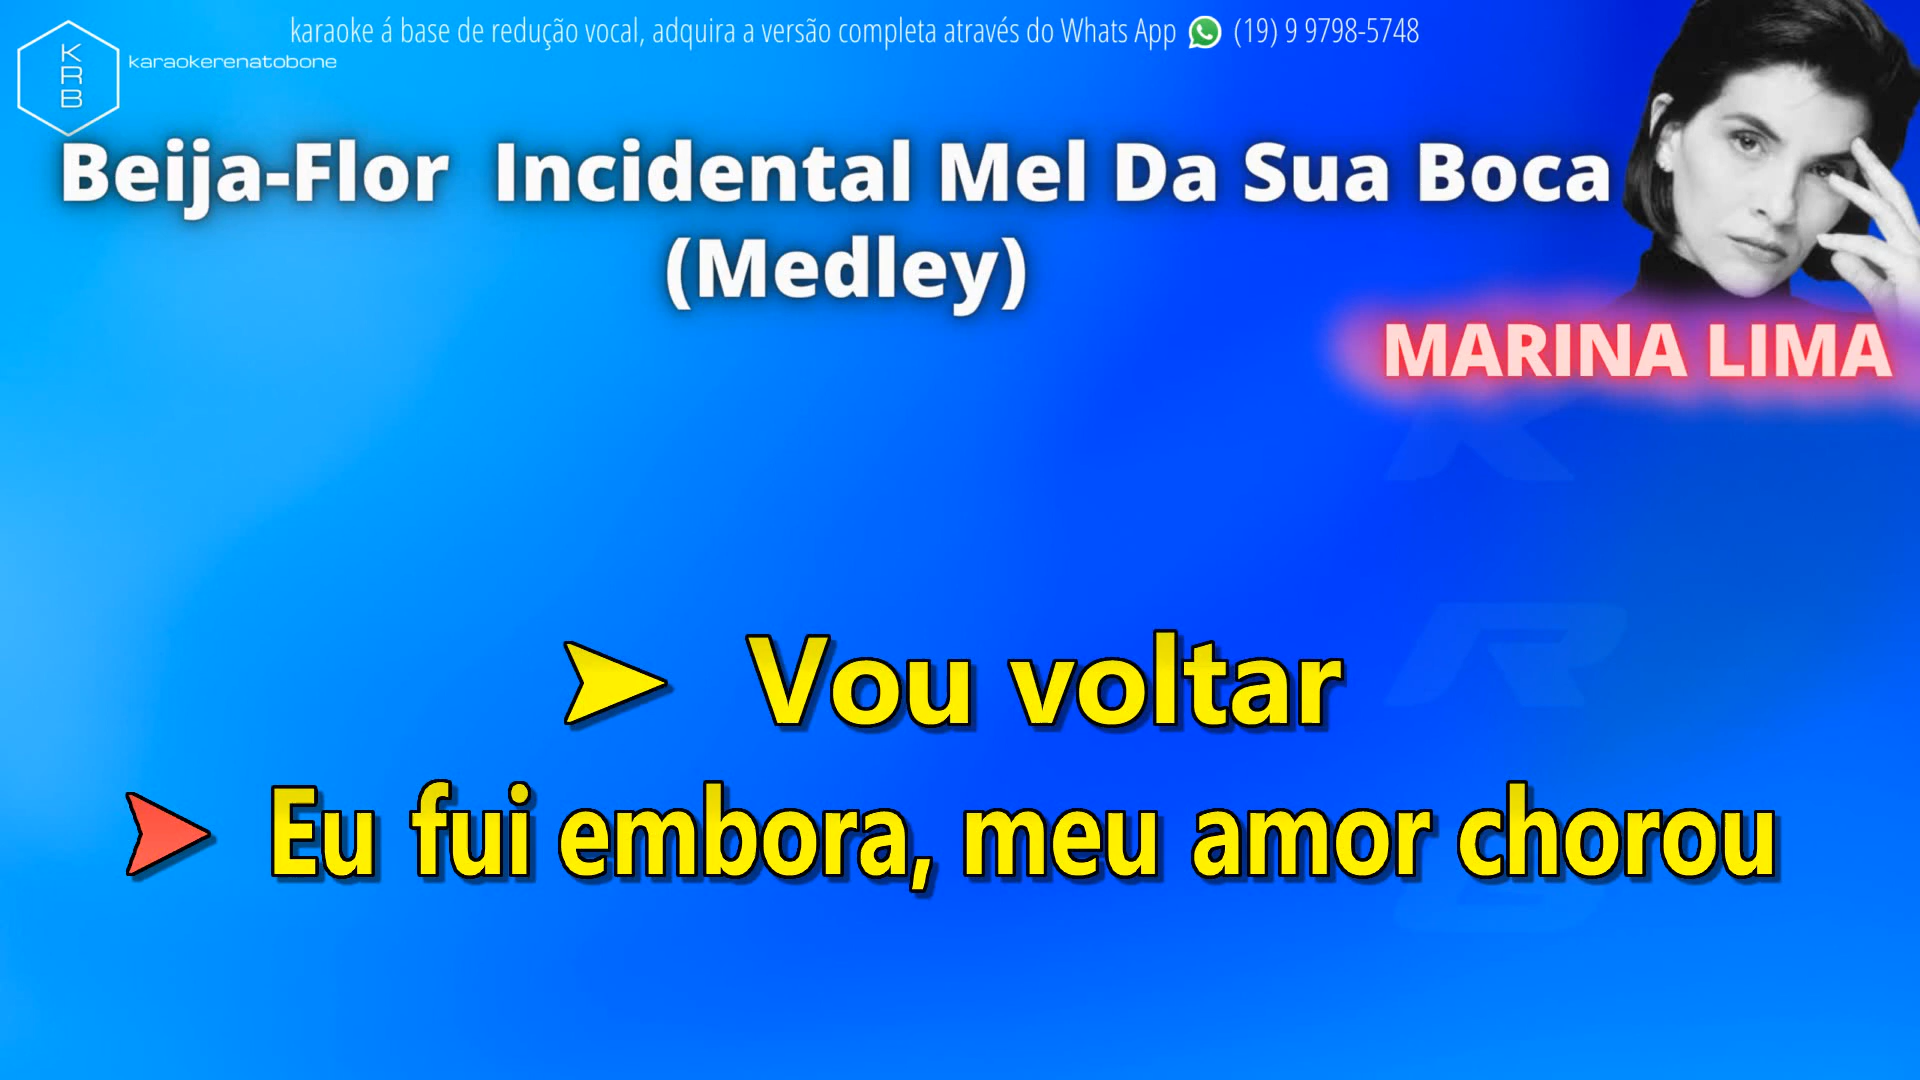 karaoke á base de redução vocal, adquira a versão completa através do Whats App (19) 9 9798-5748
K
R
B
karaokerenatobone
Beija-Flor Incidental Mel Da Sua Boca
(Medley)
MARINA LIMA
K
R
B
➤ Vou voltar
➤ Eu fui embora, meu amor chorou